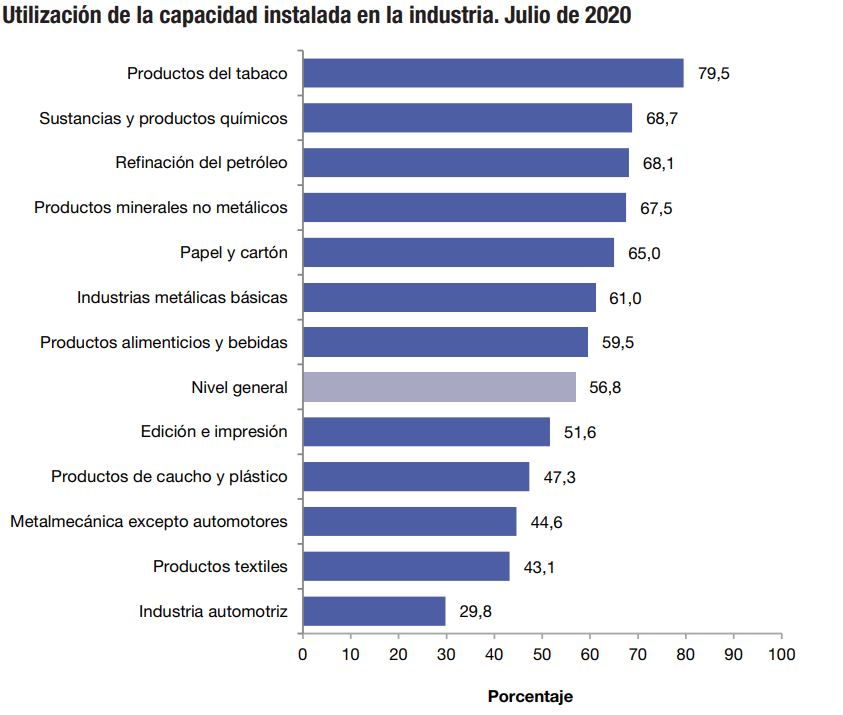 Utilización de la capacidad instalada en la industria. Julio de 2020
Productos del tabaco 79,5
Sustancias y productos químicos 68,7
Refinación del petróleo 68,1
Productos minerales no metálicos 67,5
Papel y cartón 65,0
Industrias metálicas básicas 61,0
Productos alimenticios y bebidas 59,5
Nivel general 56,8
Edición e impresión 51,6
Productos de caucho y plástico 47,3
Metalmecánica excepto automotores 44,6
Productos textiles 43,1
Industria automotriz 29,8
0 10 20 30 40 50 60 70 80 90 100
Porcentaje